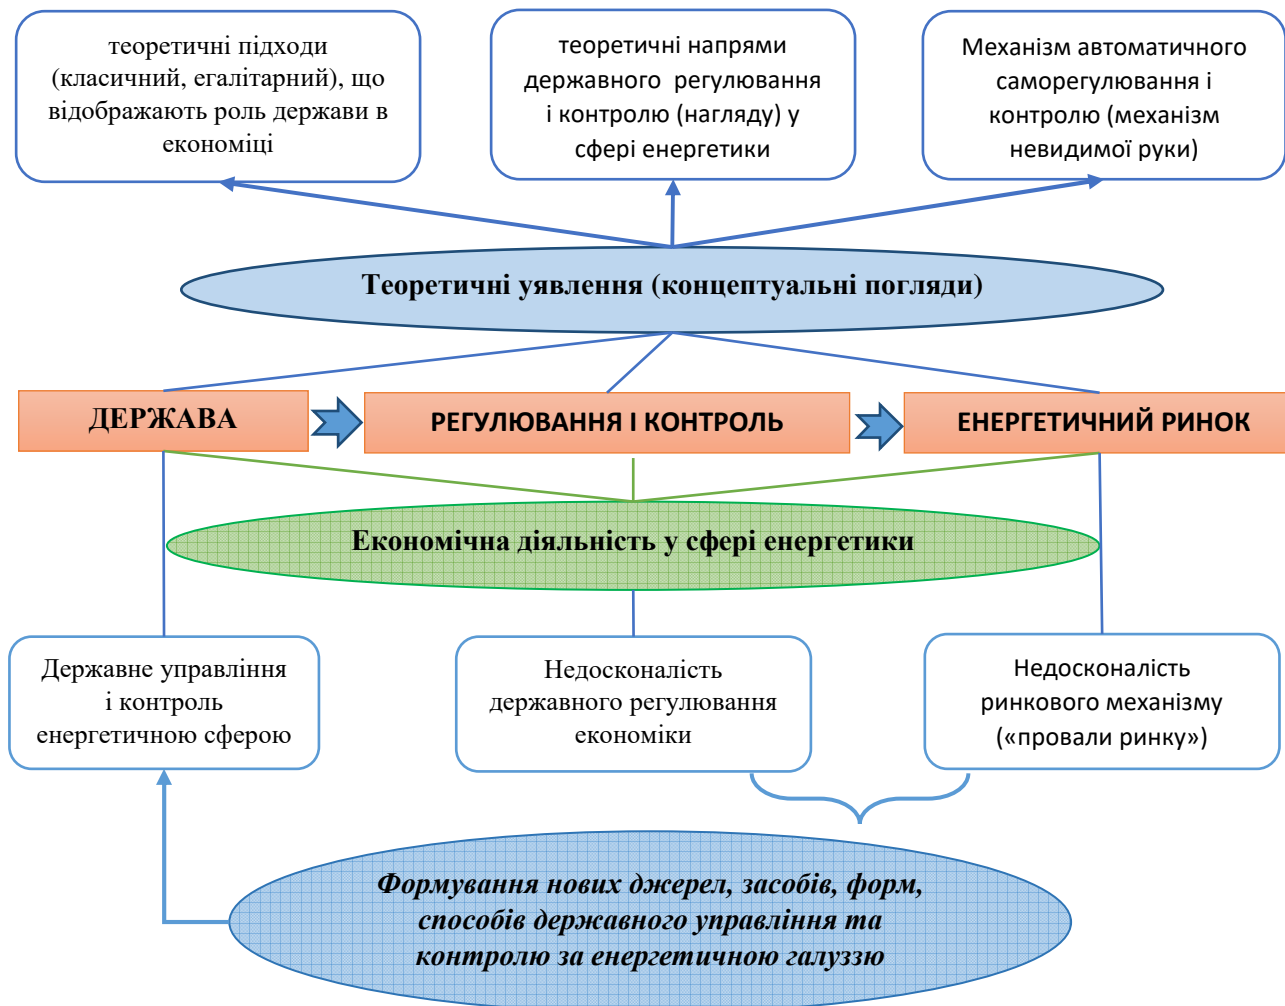 теоретичні підходи
(класичний, егалітарний), що
відображають роль держави в
економіці
теоретичні напрями
державного регулювання
і контролю (нагляду) у
сфері енергетики
Механізм автоматичного
саморегулювання і
контролю (механізм
невидимої руки)
Теоретичні уявлення (концептуальні погляди)
ДЕРЖАВА
РЕГУЛЮВАННЯ І КОНТРОЛЬ
ЕНЕРГЕТИЧНИЙ РИНОК
Економічна діяльність у сфері енергетики
Державне управління
і контроль
енергетичною сферою
Недосконалість
державного регулювання
економіки
Недосконалість
ринкового механізму
(«провали ринку»)
Формування нових джерел, засобів, форм,
способів державного управління та
контролю за енергетичною галуззю